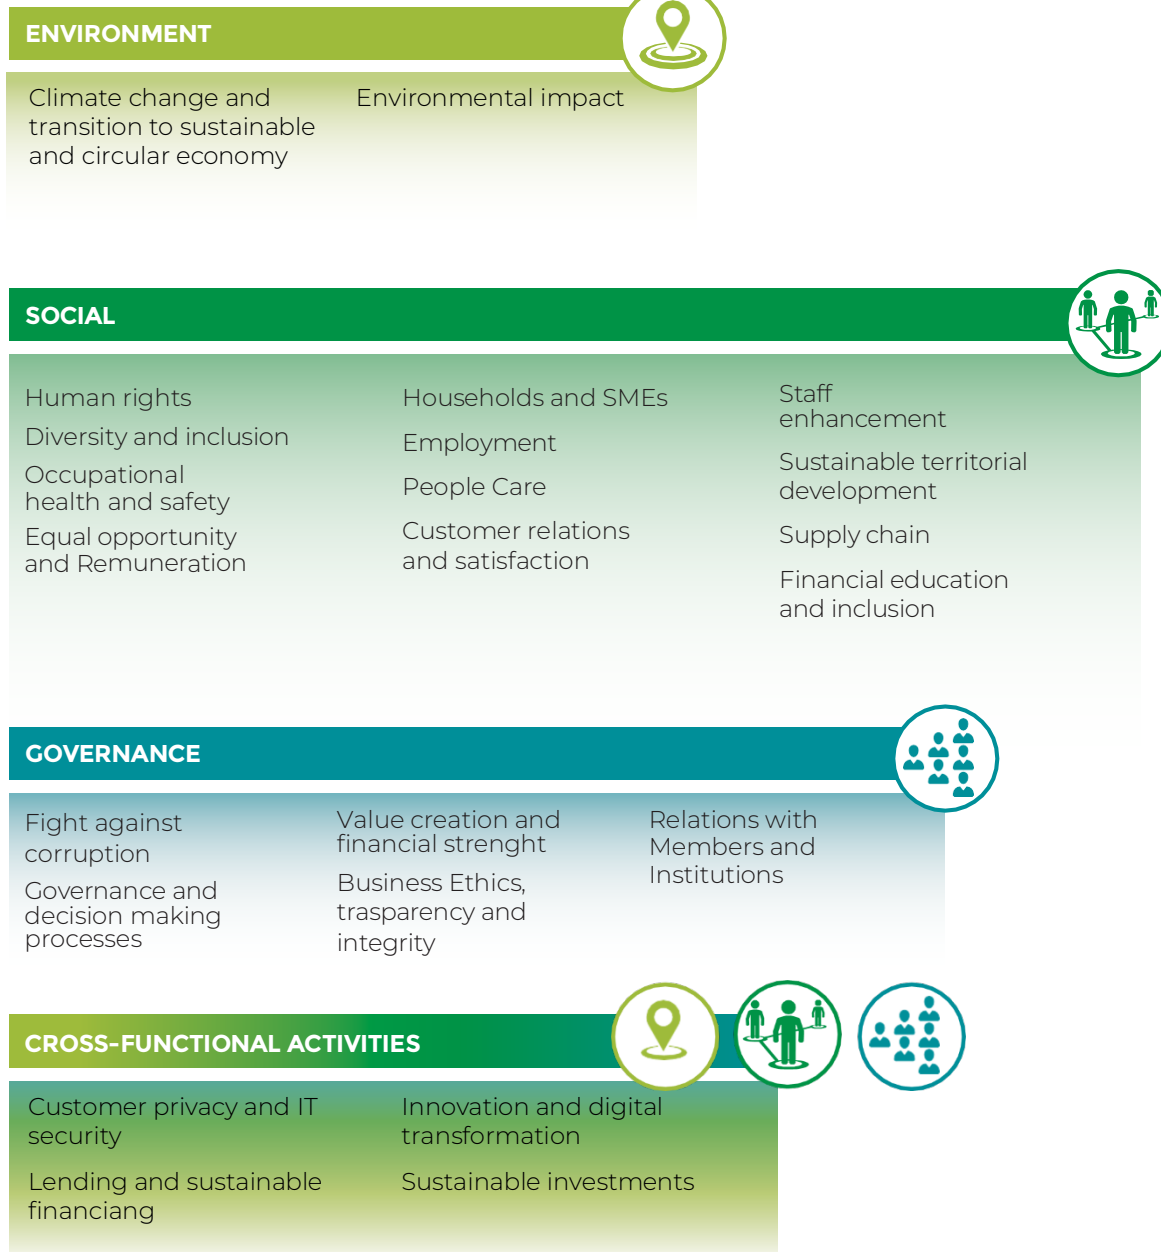 ENVIRONMENT
Climate change and
transition to sustainable
and circular economy
Environmental impact
SOCIAL
Human rights
Diversity and inclusion
Occupational
health and safety
Equal opportunity
and Remuneration
Households and SMEs
Employment
People Care
Customer relations
and satisfaction
Staff
enhancement
Sustainable territorial
development
Supply chain
Financial education
and inclusion
GOVERNANCE
Fight against
corruption
Governance and
decision making
processes
Value creation and
financial strenght
Business Ethics,
trasparency and
integrity
Relations with
Members and
Institutions
CROSS-FUNCTIONAL ACTIVITIES
Customer privacy and IT
security
Lending and sustainable
financiang
Innovation and digital
transformation
Sustainable investments